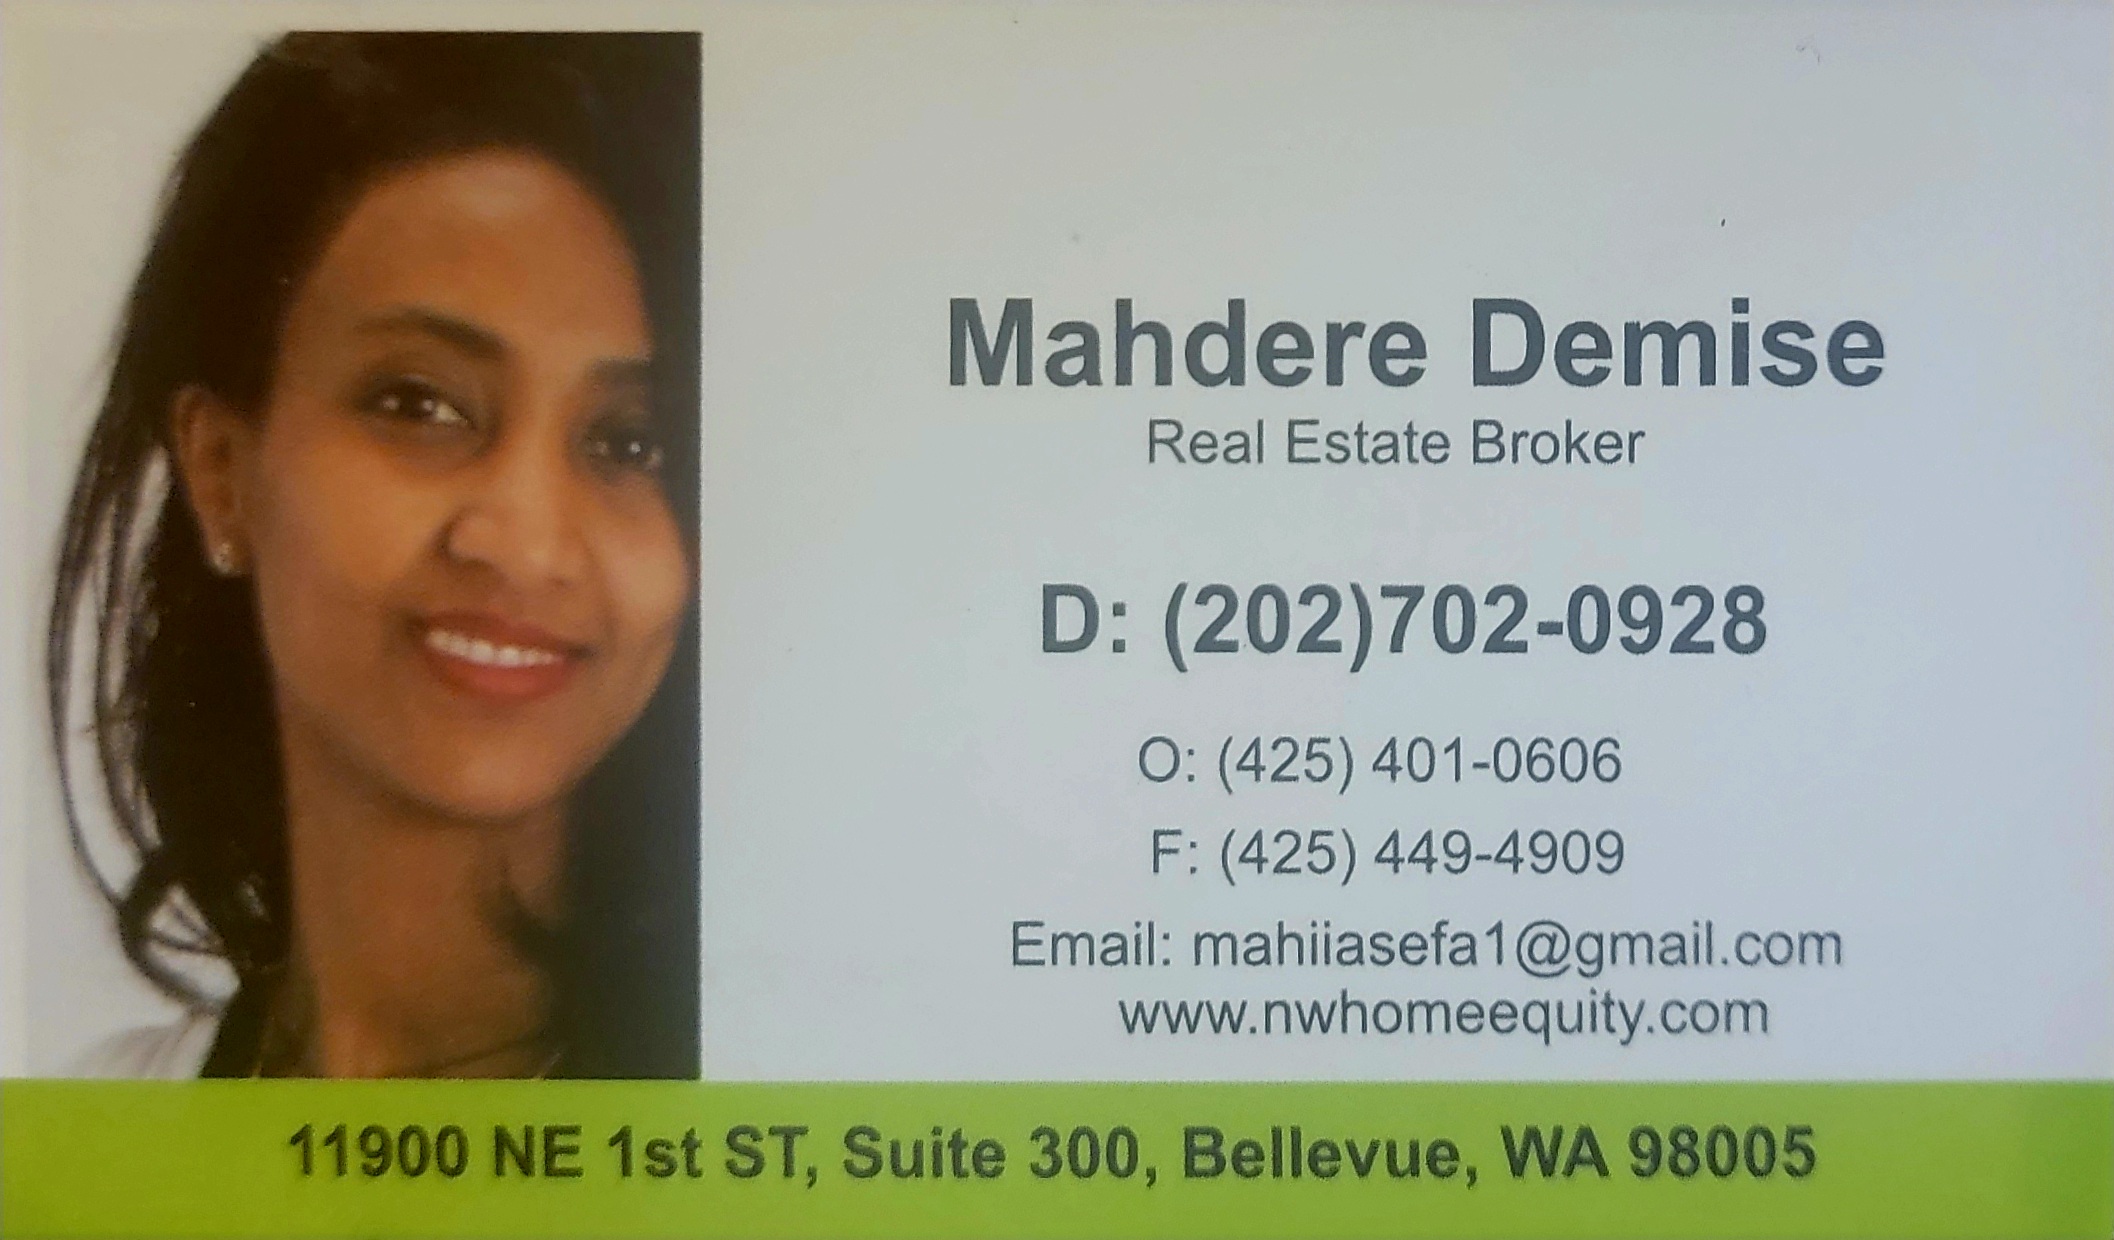 Mahdere Demise
Real Estate Broker
D: (202)702-0928
O: (425) 401-0606
F: (425) 449-4909
Email: mahiiasefa1@gmail.com
www.nwhomeequity.com
11900 NE 1st ST, Suite 300, Bellevue, WA 98005